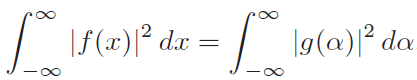 ∫_{-∞}^{∞} |f(x)|² dx = ∫_{-∞}^{∞} |g(α)|² dα